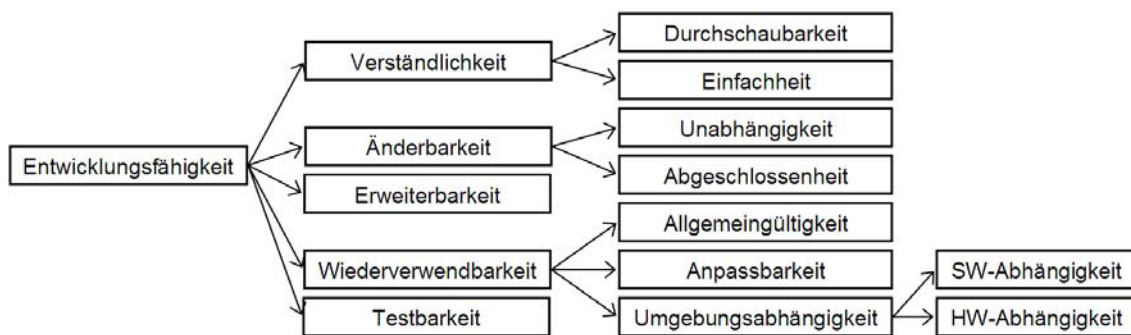 Durchschaubarkeit
Verständlichkeit
Einfachheit
Unabhängigkeit
Änderbarkeit
Entwicklungsfähigkeit
Abgeschlossenheit
Erweiterbarkeit
Allgemeingültigkeit
Wiederverwendbarkeit
Anpassbarkeit
SW-Abhängigkeit
Testbarkeit
Umgebungsabhängigkeit
HW-Abhängigkeit